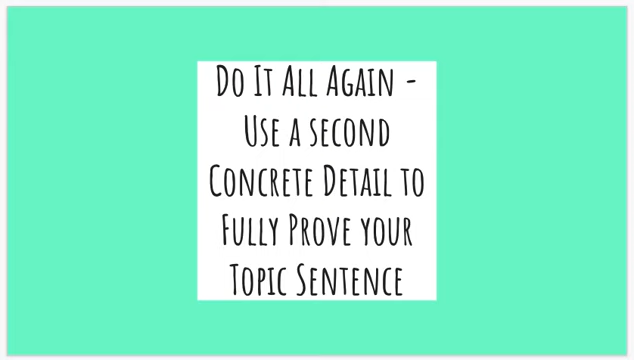 Do It All Again -
Use a second
Concrete Detail to
Fully Prove your
Topic Sentence